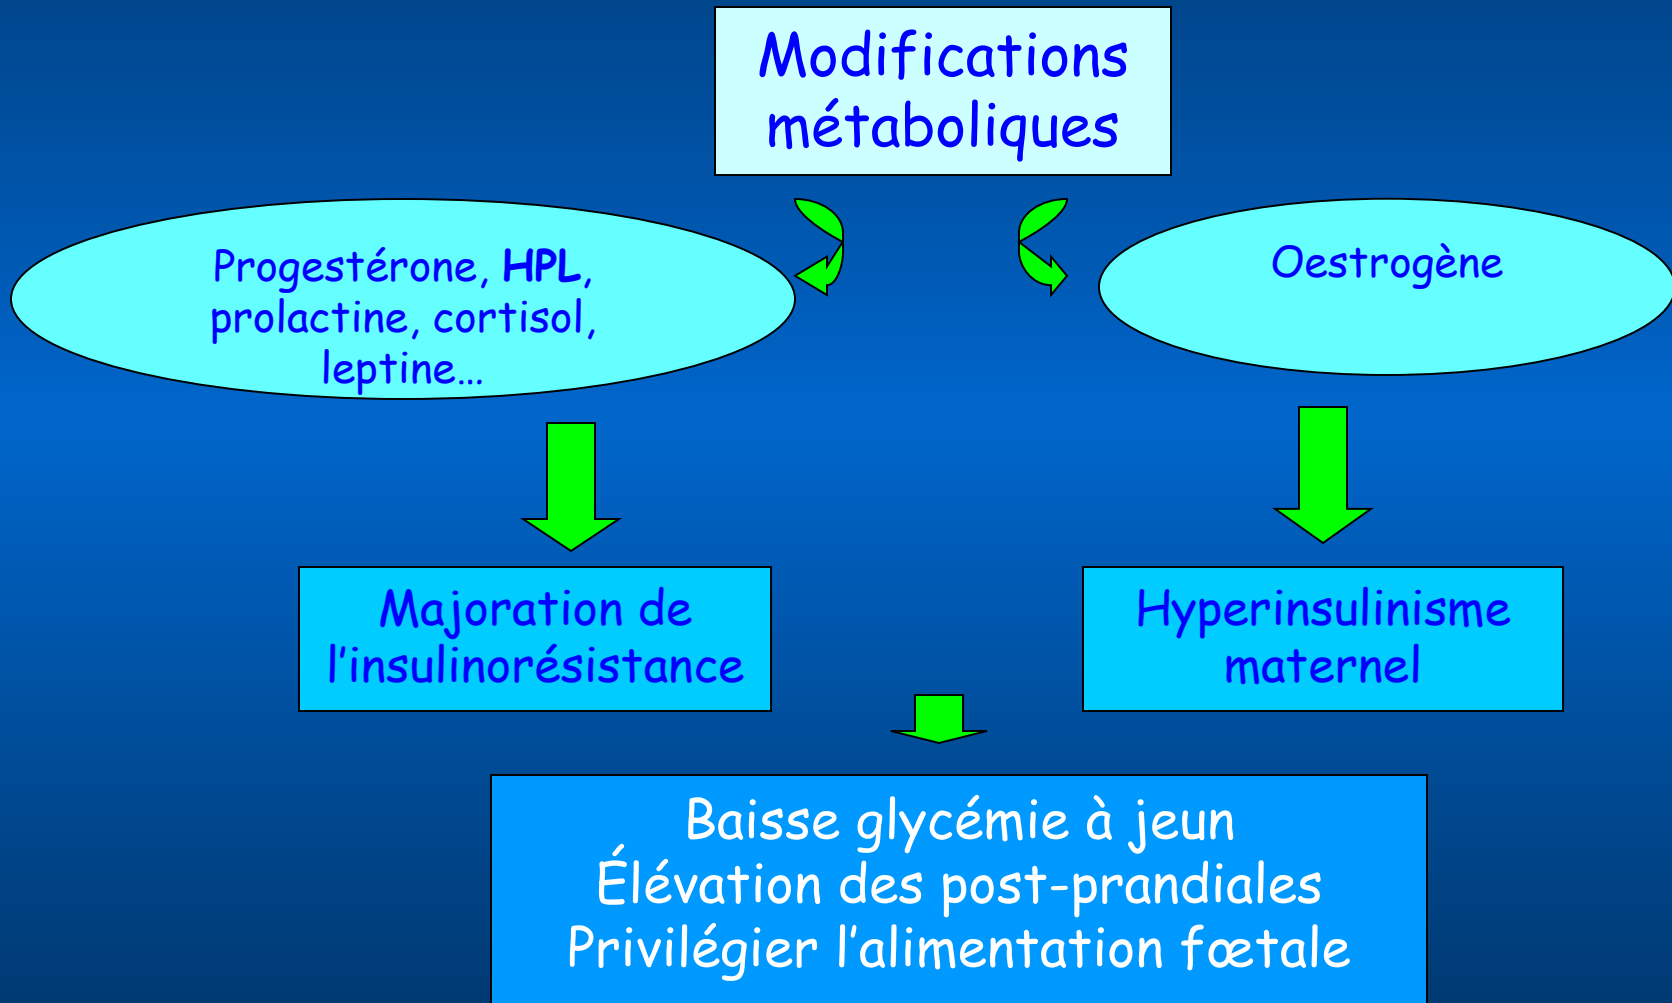 Modifications
métaboliques
Progestérone, HPL,
prolactine, cortisol,
leptine…
Oestrogène
Majoration de
l’insulinorésistance
Hyperinsulinisme
maternel
Baisse glycémie à jeun
Élévation des post-prandiales
Privilégier l’alimentation fœtale